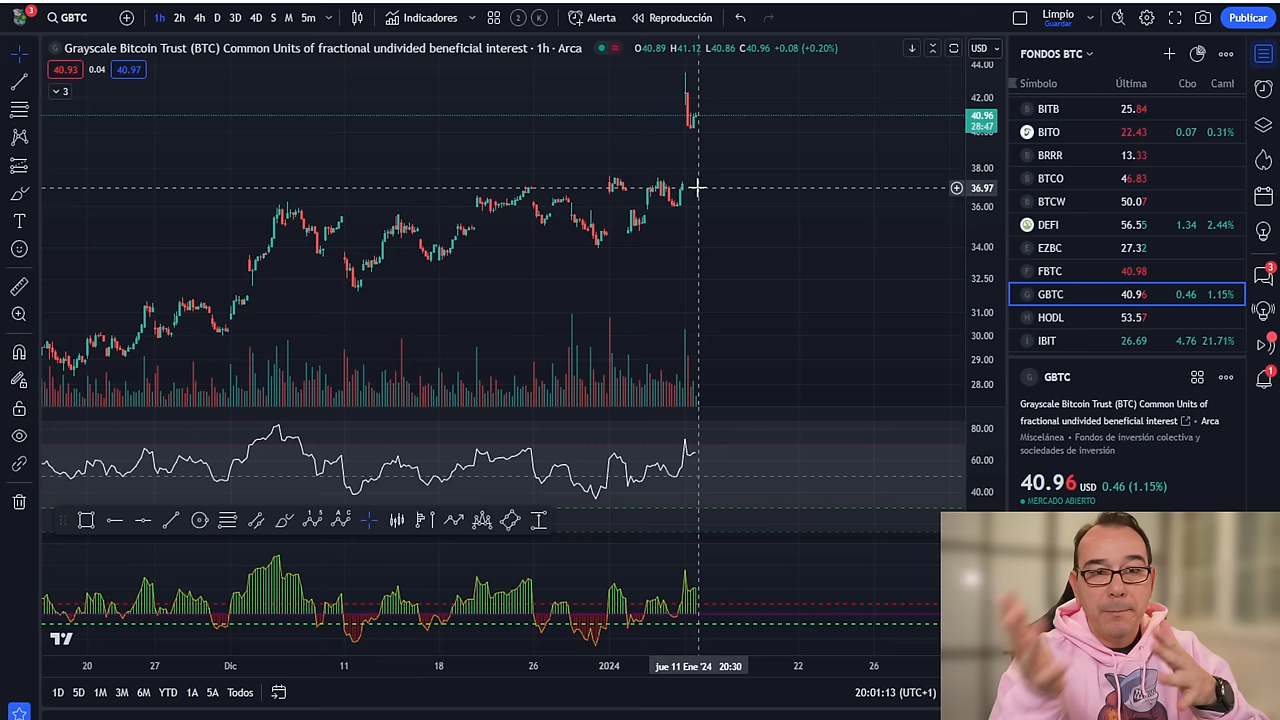 3
GBTC
1h 2h 4h D 3D 4D S M 5m
Indicadores
2 K
Alerta
Reproducción
Limpio
Guardar
Publicar
Grayscale Bitcoin Trust (BTC) Common Units of fractional undivided beneficial interest · 1h · Arca
O40.89 H41.12 L40.86 C40.96 +0.08 (+0.20%)
USD
40.93 0.04 40.97
3
44.00
42.00
40.96
28:47
40.00
38.00
36.97
36.00
34.00
32.50
31.00
30.00
29.00
28.00
80.00
60.00
40.00
20 27 Dic 11 18 26 2024 jue 11 Ene '24 20:30 22 26
1D 5D 1M 3M 6M YTD 1A 5A Todos
20:01:13 (UTC+1)
FONDOS BTC
Símbolo Última Cbo Caml
BITB 25.84
BITO 22.43 0.07 0.31%
BRRR 13.33
BTCO 46.83
BTCW 50.07
DEFI 56.55 1.34 2.44%
EZBC 27.32
FBTC 40.98
GBTC 40.96 0.46 1.15%
HODL 53.57
IBIT 26.69 4.76 21.71%
GBTC
Grayscale Bitcoin Trust (BTC) Common Units of
fractional undivided beneficial interest · Arca
Miscelánea · Fondos de inversión colectiva y
sociedades de inversión
40.96 USD 0.46 (1.15%)
MERCADO ABIERTO
3
1